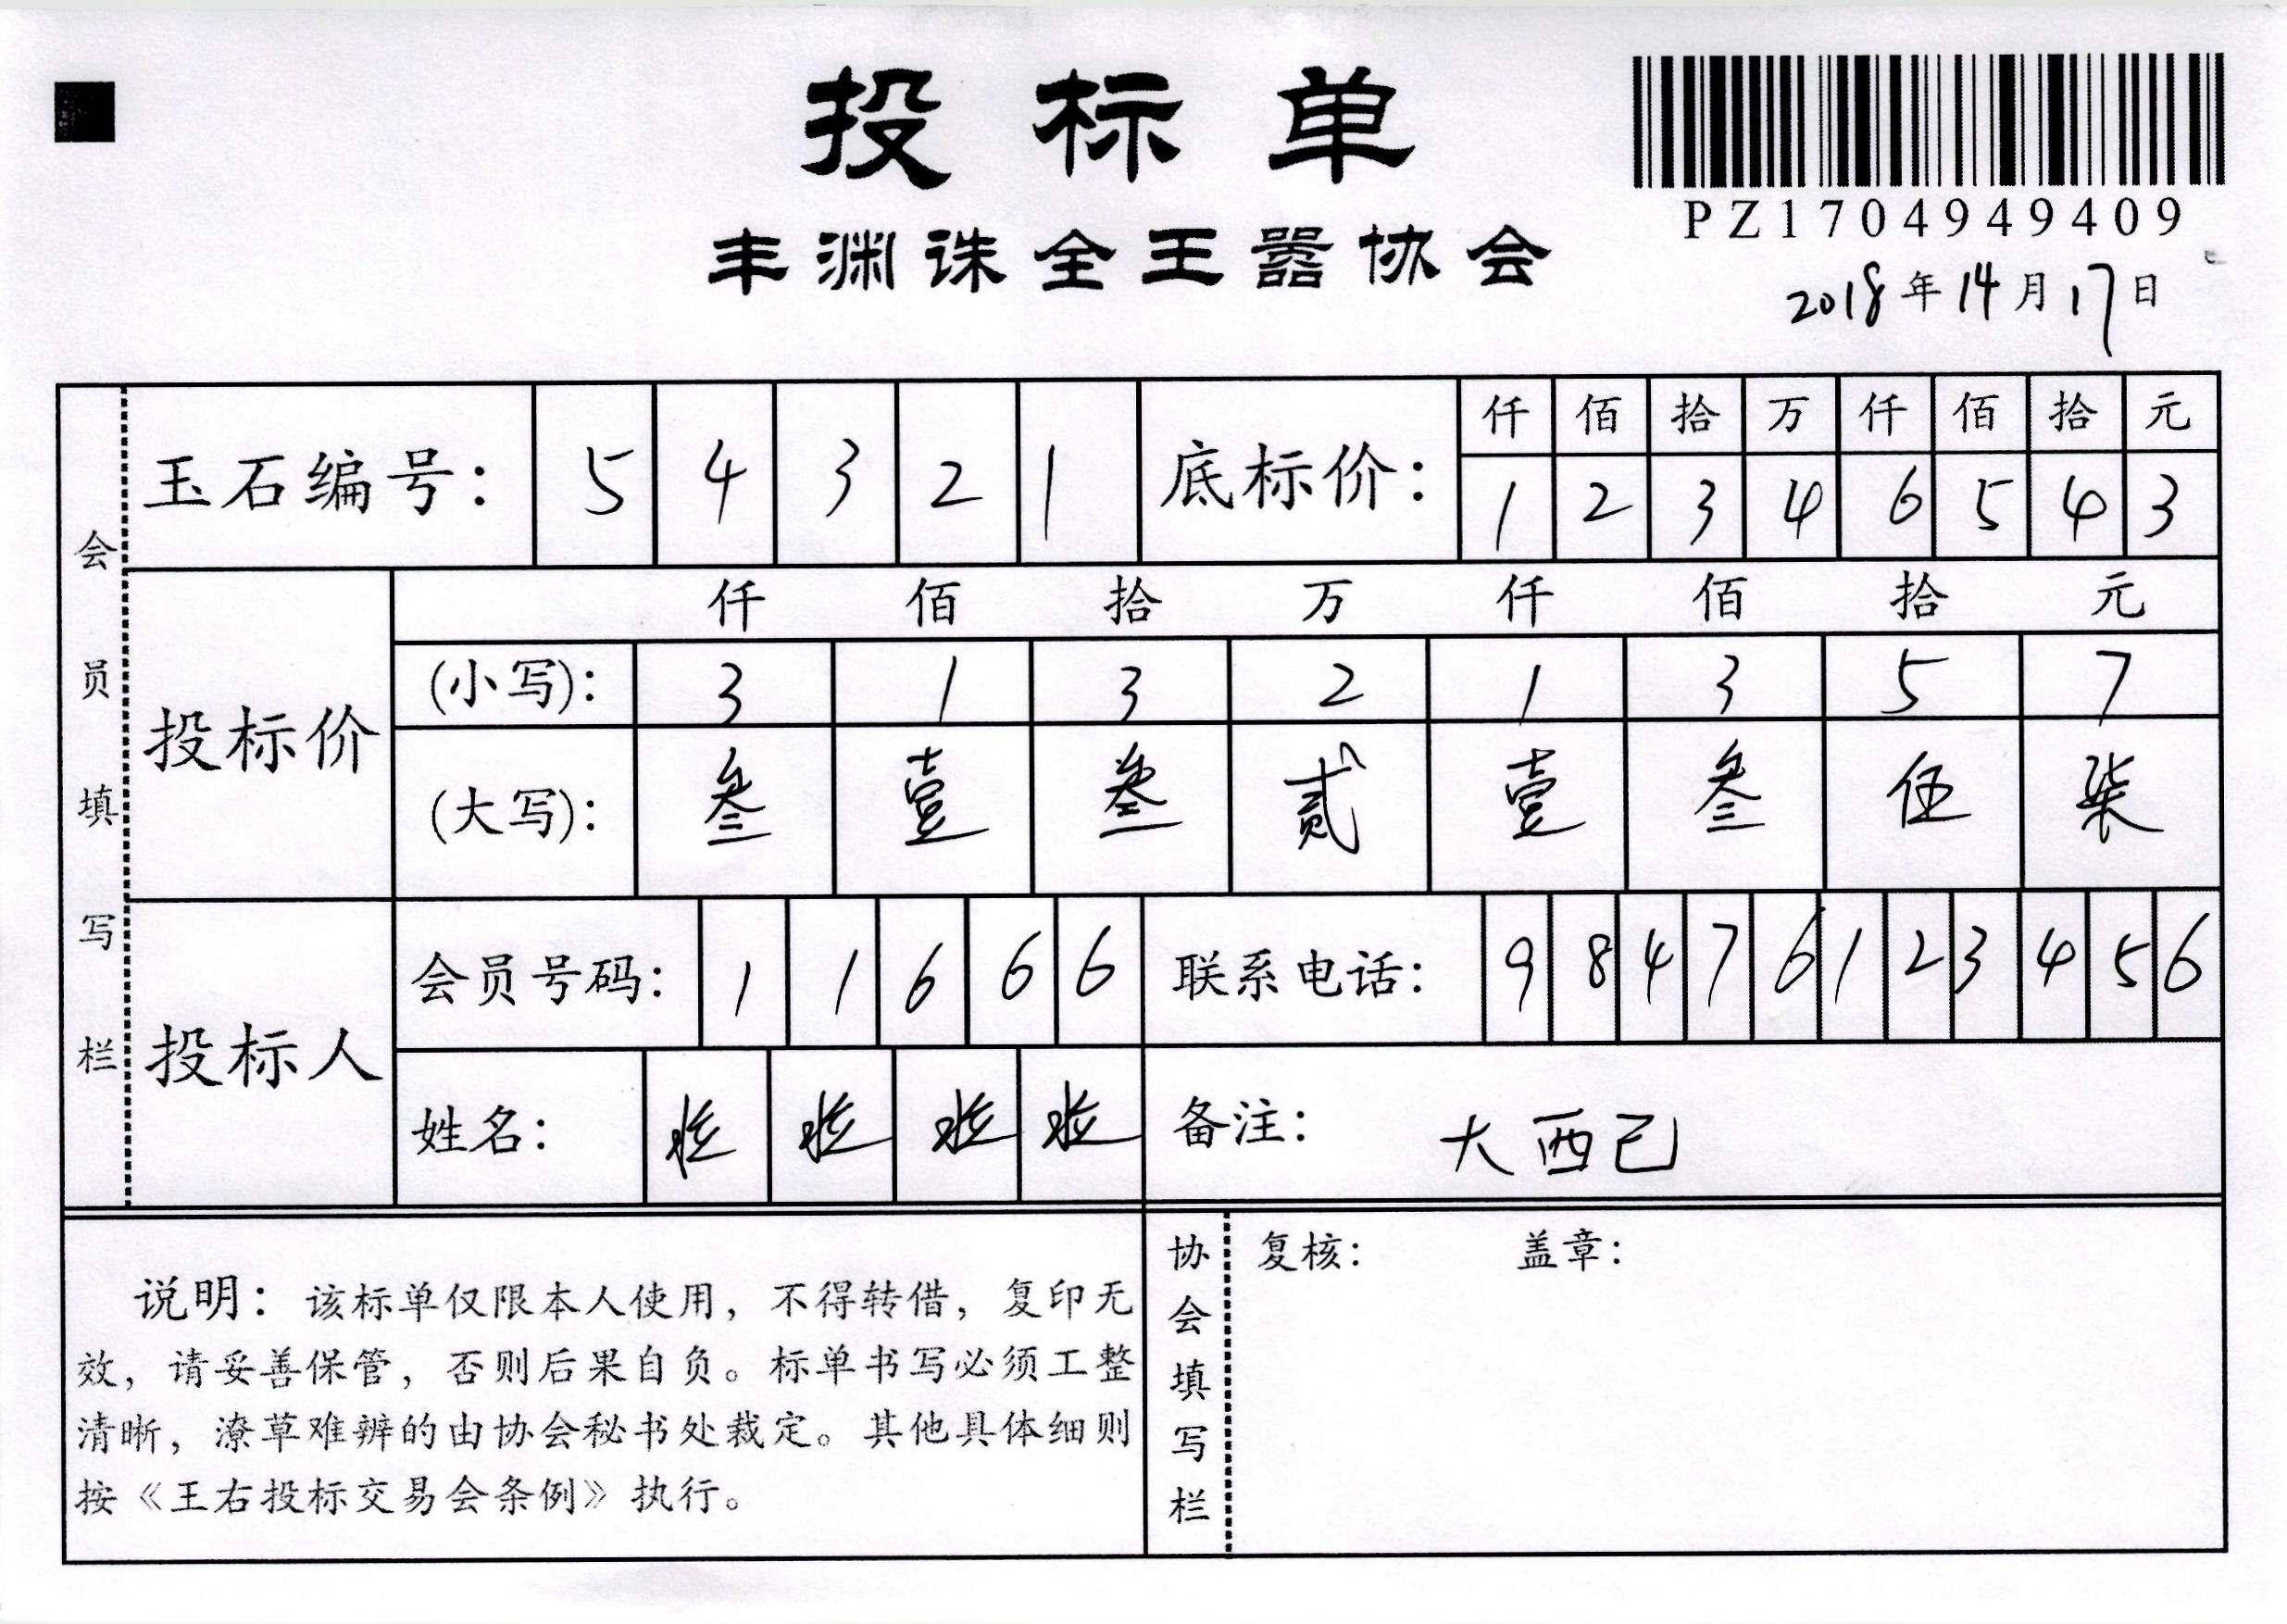 投标单
PZ1704949409
丰渊诛全王嚣协会
2018年14月17日
会员填写栏
玉石编号： 5 4 3 2 1
底标价： 仟 佰 拾 万 仟 佰 拾 元
1 2 3 4 6 5 4 3
投标价
仟 佰 拾 万 仟 佰 拾 元
(小写)： 3 1 3 2 1 3 5 7
(大写)： 叁 壹 叁 贰 壹 叁 伍 柒
投标人
会员号码： 1 1 6 6 6
联系电话： 9 8 4 7 6 1 2 3 4 5 6
姓名：
备注： 大西己
说明：该标单仅限本人使用，不得转借，复印无
效，请妥善保管，否则后果自负。标单书写必须工整
清晰，潦草难辨的由协会秘书处裁定。其他具体细则
按《王右投标交易会条例》执行。
协会填写栏
复核： 盖章：